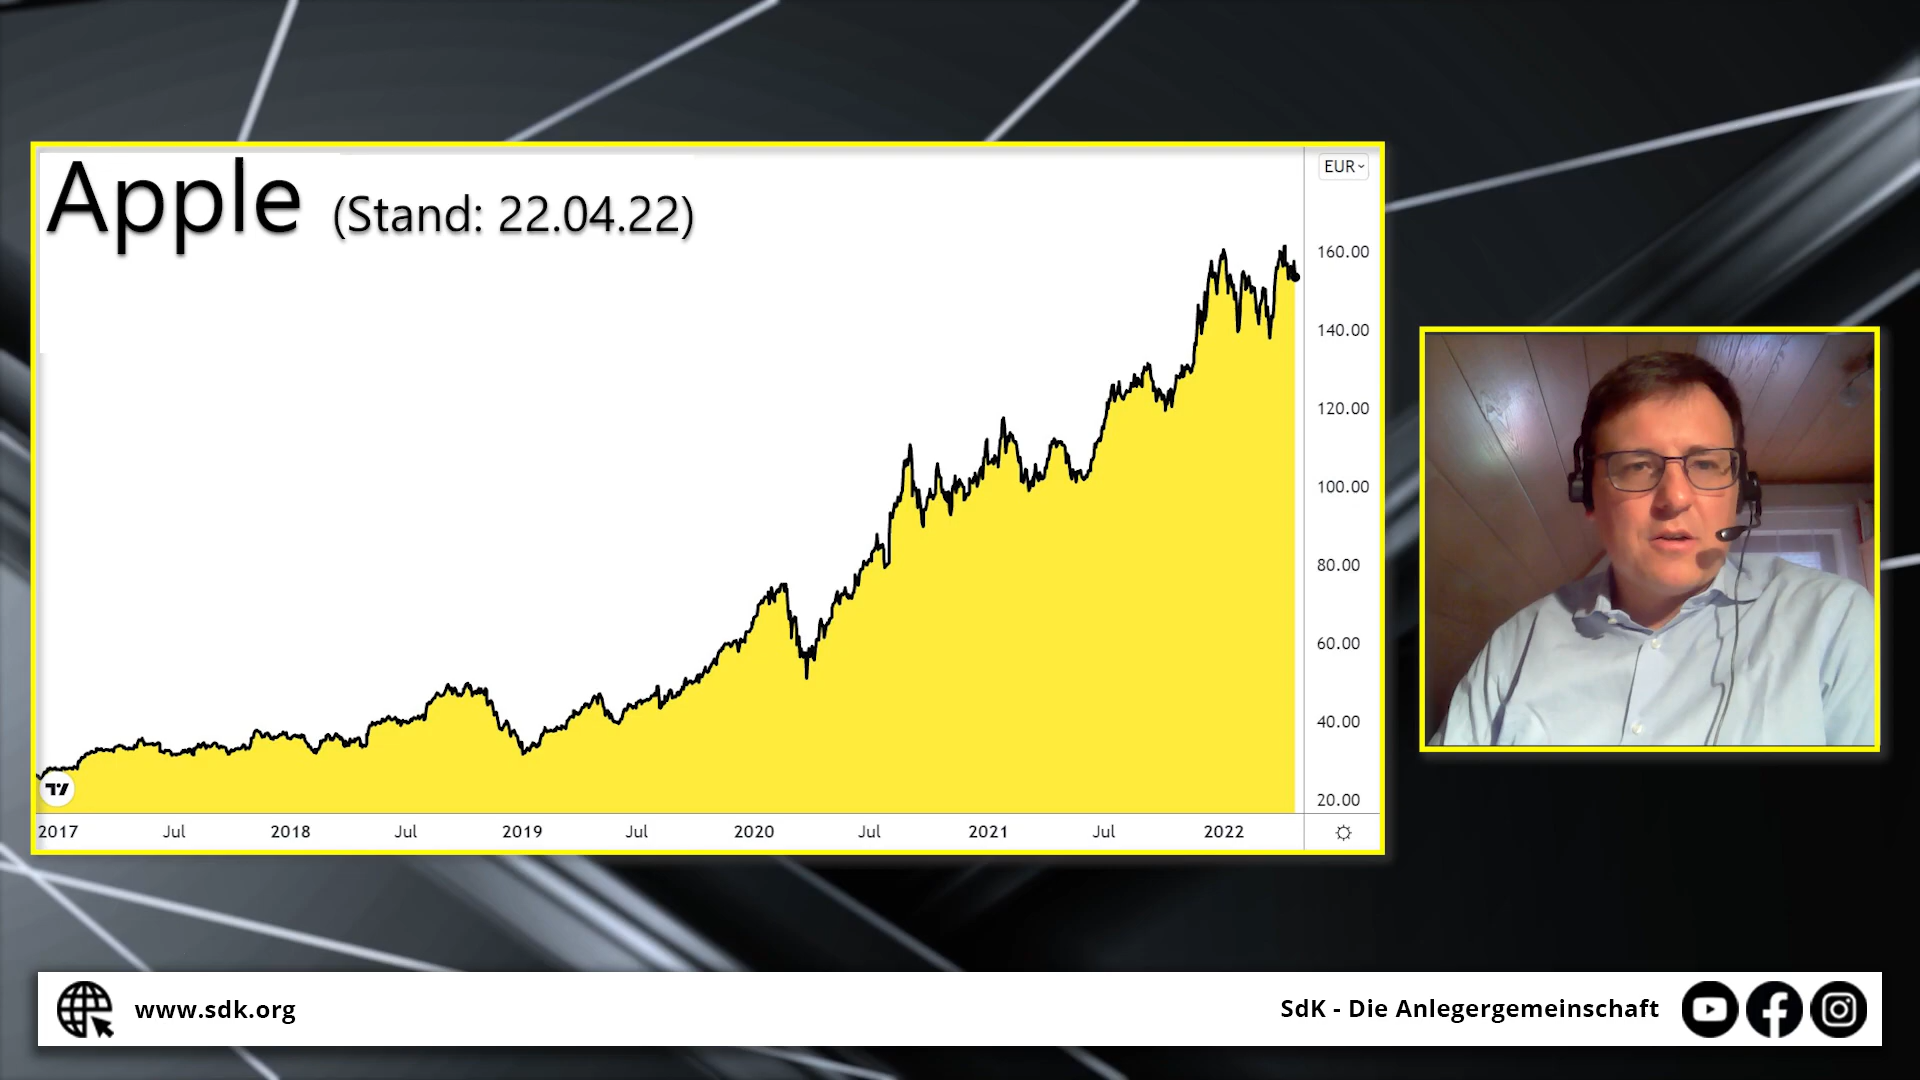 Apple (Stand: 22.04.22)
EUR
160.00
140.00
120.00
100.00
80.00
60.00
40.00
20.00
2017 Jul 2018 Jul 2019 Jul 2020 Jul 2021 Jul 2022
www.sdk.org
SdK - Die Anlegergemeinschaft